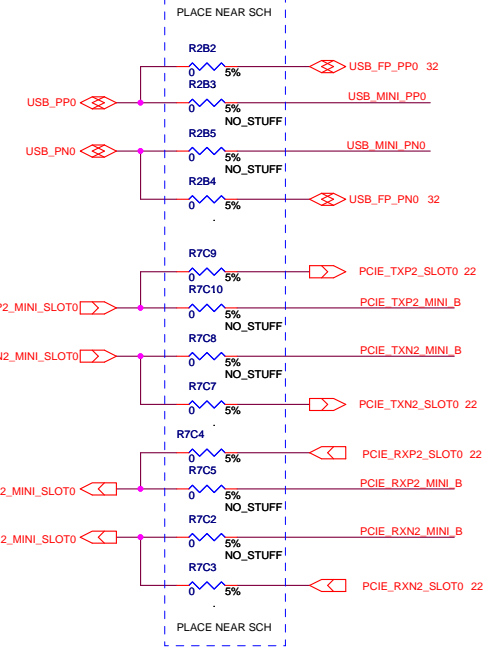 PLACE NEAR SCH
R2B2
0 5%
USB_FP_PP0 32
R2B3
USB_PP0
0 5%
USB_MINI_PP0
NO_STUFF
R2B5
USB_PN0
0 5%
USB_MINI_PN0
NO_STUFF
R2B4
0 5%
USB_FP_PN0 32
R7C9
0 5%
PCIE_TXP2_SLOT0 22
R7C10
P2_MINI_SLOT0
0 5%
PCIE_TXP2_MINI_B
NO_STUFF
R7C8
N2_MINI_SLOT0
0 5%
PCIE_TXN2_MINI_B
NO_STUFF
R7C7
0 5%
PCIE_TXN2_SLOT0 22
R7C4
0 5%
PCIE_RXP2_SLOT0 22
R7C5
2_MINI_SLOT0
0 5%
PCIE_RXP2_MINI_B
NO_STUFF
R7C2
2_MINI_SLOT0
0 5%
PCIE_RXN2_MINI_B
NO_STUFF
R7C3
0 5%
PCIE_RXN2_SLOT0 22
PLACE NEAR SCH